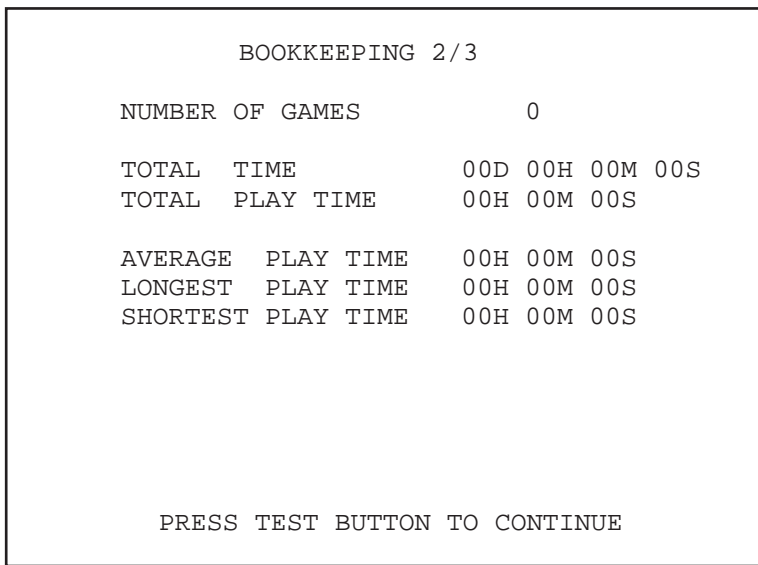 BOOKKEEPING 2/3
NUMBER OF GAMES 0
TOTAL TIME 00D 00H 00M 00S
TOTAL PLAY TIME 00H 00M 00S
AVERAGE PLAY TIME 00H 00M 00S
LONGEST PLAY TIME 00H 00M 00S
SHORTEST PLAY TIME 00H 00M 00S
PRESS TEST BUTTON TO CONTINUE